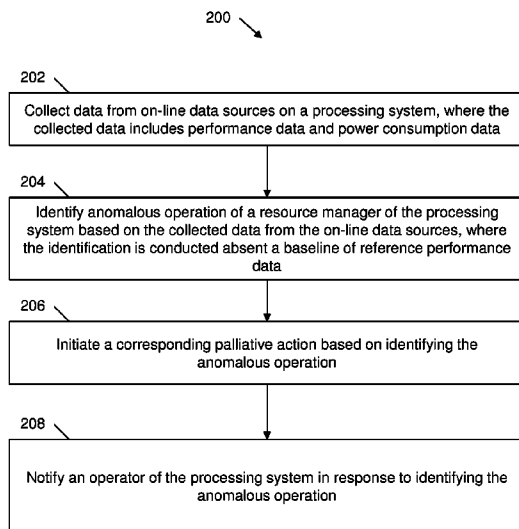 200
202
Collect data from on-line data sources on a processing system, where the
collected data includes performance data and power consumption data
204
Identify anomalous operation of a resource manager of the processing
system based on the collected data from the on-line data sources, where
the identification is conducted absent a baseline of reference performance
data
206
Initiate a corresponding palliative action based on identifying the
anomalous operation
208
Notify an operator of the processing system in response to identifying the
anomalous operation